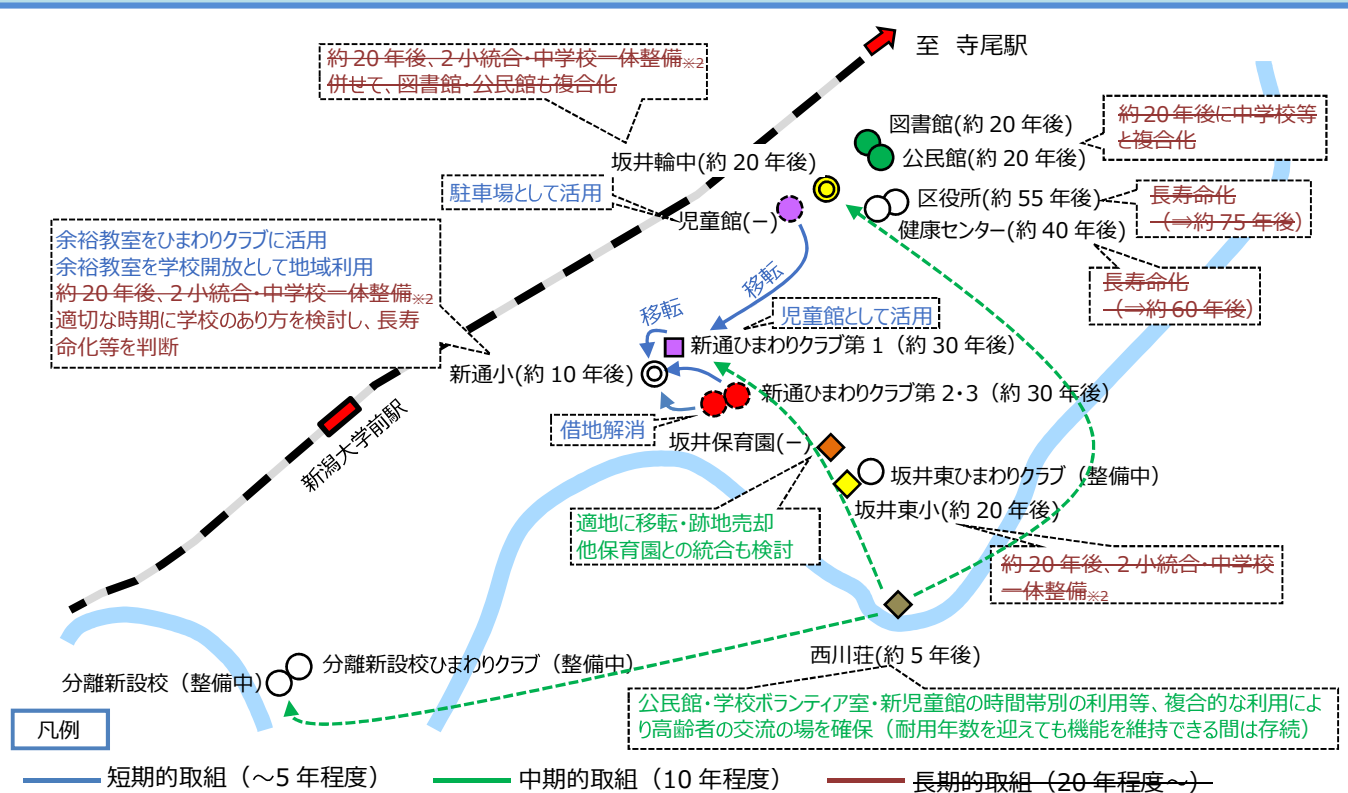 至 寺尾駅
約20年後、2小統合・中学校一体整備※2
併せて、図書館・公民館も複合化
図書館(約20年後)
公民館(約20年後)
約20年後に中学校等
と複合化
坂井輪中(約20年後)
駐車場として活用
児童館(－)
区役所(約55年後)
健康センター(約40年後)
長寿命化
(⇒約75年後)
長寿命化
(⇒約60年後)
余裕教室をひまわりクラブに活用
余裕教室を学校開放として地域利用
約20年後、2小統合・中学校一体整備※2
適切な時期に学校のあり方を検討し、長寿
命化等を判断
移転
移転
児童館として活用
新通ひまわりクラブ第1（約30年後）
新通小(約10年後)
新通ひまわりクラブ第2・3（約30年後）
借地解消
新潟大学前駅
坂井保育園(－)
坂井東ひまわりクラブ（整備中）
坂井東小(約20年後)
適地に移転・跡地売却
他保育園との統合も検討
約20年後、2小統合・中学校
一体整備※2
西川荘(約5年後)
分離新設校ひまわりクラブ（整備中）
分離新設校（整備中）
公民館・学校ボランティア室・新児童館の時間帯別の利用等、複合的な利用によ
り高齢者の交流の場を確保（耐用年数を迎えても機能を維持できる間は存続）
凡例
短期的取組（～5年程度）
中期的取組（10年程度）
長期的取組（20年程度～）